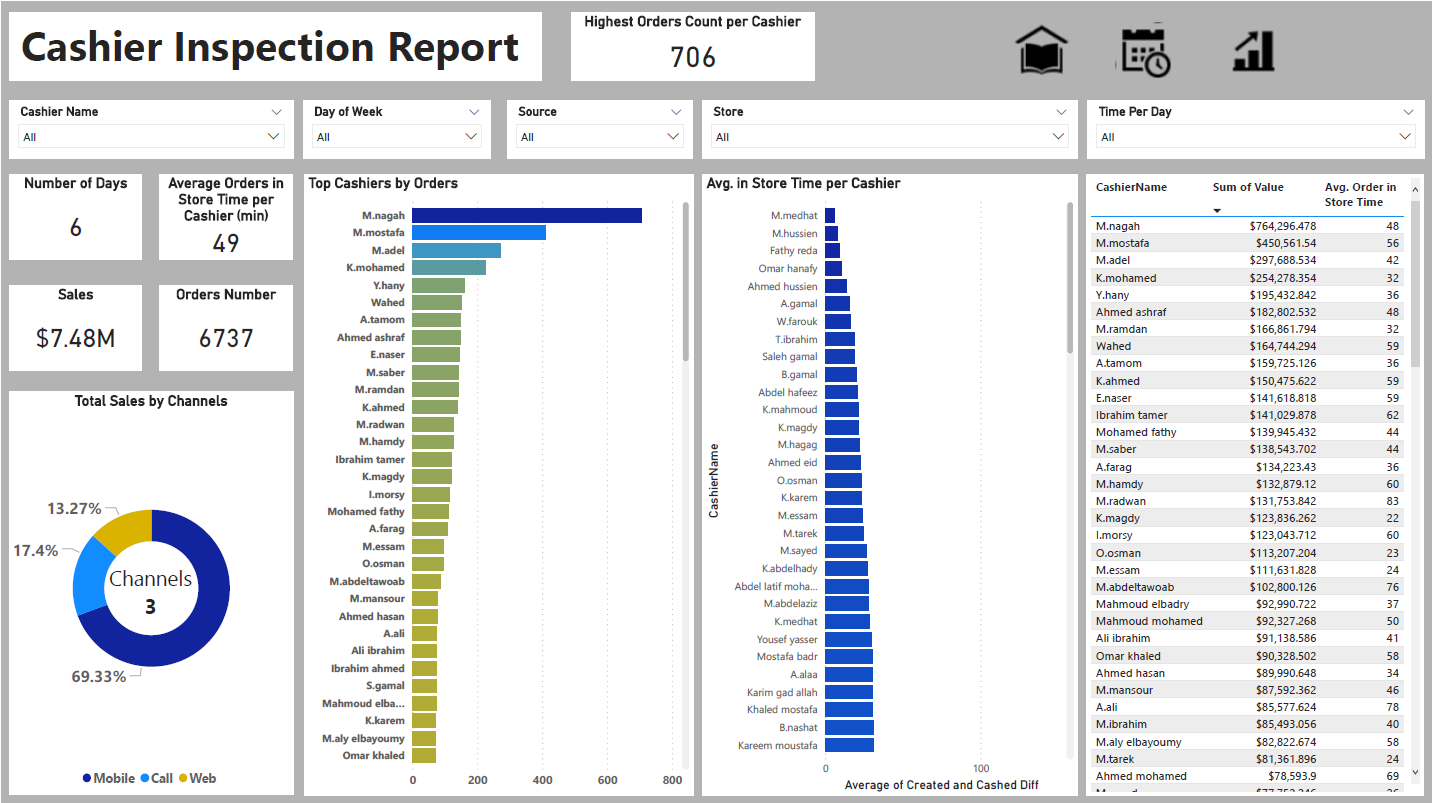 Cashier Inspection Report
Highest Orders Count per Cashier
706
Cashier Name
All
Day of Week
All
Source
All
Store
All
Time Per Day
All
Number of Days
6
Average Orders in
Store Time per
Cashier (min)
49
Sales
$7.48M
Orders Number
6737
Total Sales by Channels
13.27%
17.4%
Channels
3
69.33%
Mobile Call Web
Top Cashiers by Orders
M.nagah
M.mostafa
M.adel
K.mohamed
Y.hany
Wahed
A.tamom
Ahmed ashraf
E.naser
M.saber
M.ramdan
K.ahmed
M.radwan
M.hamdy
Ibrahim tamer
K.magdy
I.morsy
Mohamed fathy
A.farag
M.essam
O.osman
M.abdeltawoab
M.mansour
Ahmed hasan
A.ali
Ali ibrahim
Ibrahim ahmed
S.gamal
Mahmoud elba...
K.karem
M.aly elbayoumy
Omar khaled
0 200 400 600 800
Avg. in Store Time per Cashier
CashierName
M.medhat
M.hussien
Fathy reda
Omar hanafy
Ahmed hussien
A.gamal
W.farouk
T.ibrahim
Saleh gamal
B.gamal
Abdel hafeez
K.mahmoud
K.magdy
M.hagag
Ahmed eid
O.osman
K.karem
M.essam
M.tarek
M.sayed
K.abdelhady
Abdel latif moha...
M.abdelaziz
K.medhat
Yousef yasser
Mostafa badr
A.alaa
Karim gad allah
Khaled mostafa
B.nashat
Kareem moustafa
0 100
Average of Created and Cashed Diff
CashierName Sum of Value Avg. Order in
Store Time
M.nagah $764,296.478 48
M.mostafa $450,561.54 56
M.adel $297,688.534 42
K.mohamed $254,278.354 32
Y.hany $195,432.842 36
Ahmed ashraf $182,802.532 48
M.ramdan $166,861.794 32
Wahed $164,744.294 59
A.tamom $159,725.126 36
K.ahmed $150,475.622 59
E.naser $141,618.818 59
Ibrahim tamer $141,029.878 62
Mohamed fathy $139,945.432 44
M.saber $138,543.702 44
A.farag $134,223.43 36
M.hamdy $132,879.12 60
M.radwan $131,753.842 83
K.magdy $123,836.262 22
I.morsy $123,043.712 60
O.osman $113,207.204 23
M.essam $111,631.828 24
M.abdeltawoab $102,800.126 76
Mahmoud elbadry $92,990.722 37
Mahmoud mohamed $92,327.268 50
Ali ibrahim $91,138.586 41
Omar khaled $90,328.502 58
Ahmed hasan $89,990.648 34
M.mansour $87,592.362 46
A.ali $85,577.624 78
M.ibrahim $85,493.056 40
M.aly elbayoumy $82,822.674 58
M.tarek $81,361.896 24
Ahmed mohamed $78,593.9 69